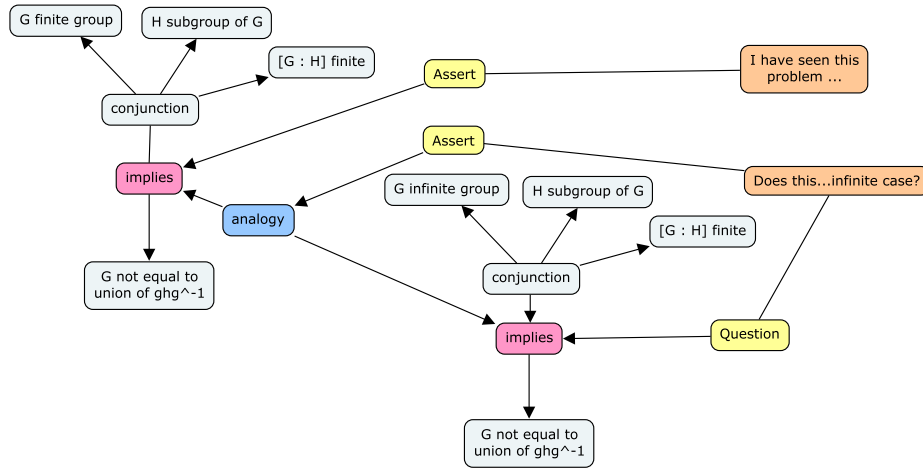 G finite group
H subgroup of G
[G : H] finite
I have seen this
problem ...
Assert
conjunction
Assert
implies
Does this...infinite case?
G infinite group
H subgroup of G
analogy
[G : H] finite
G not equal to
union of ghg^-1
conjunction
implies
Question
G not equal to
union of ghg^-1